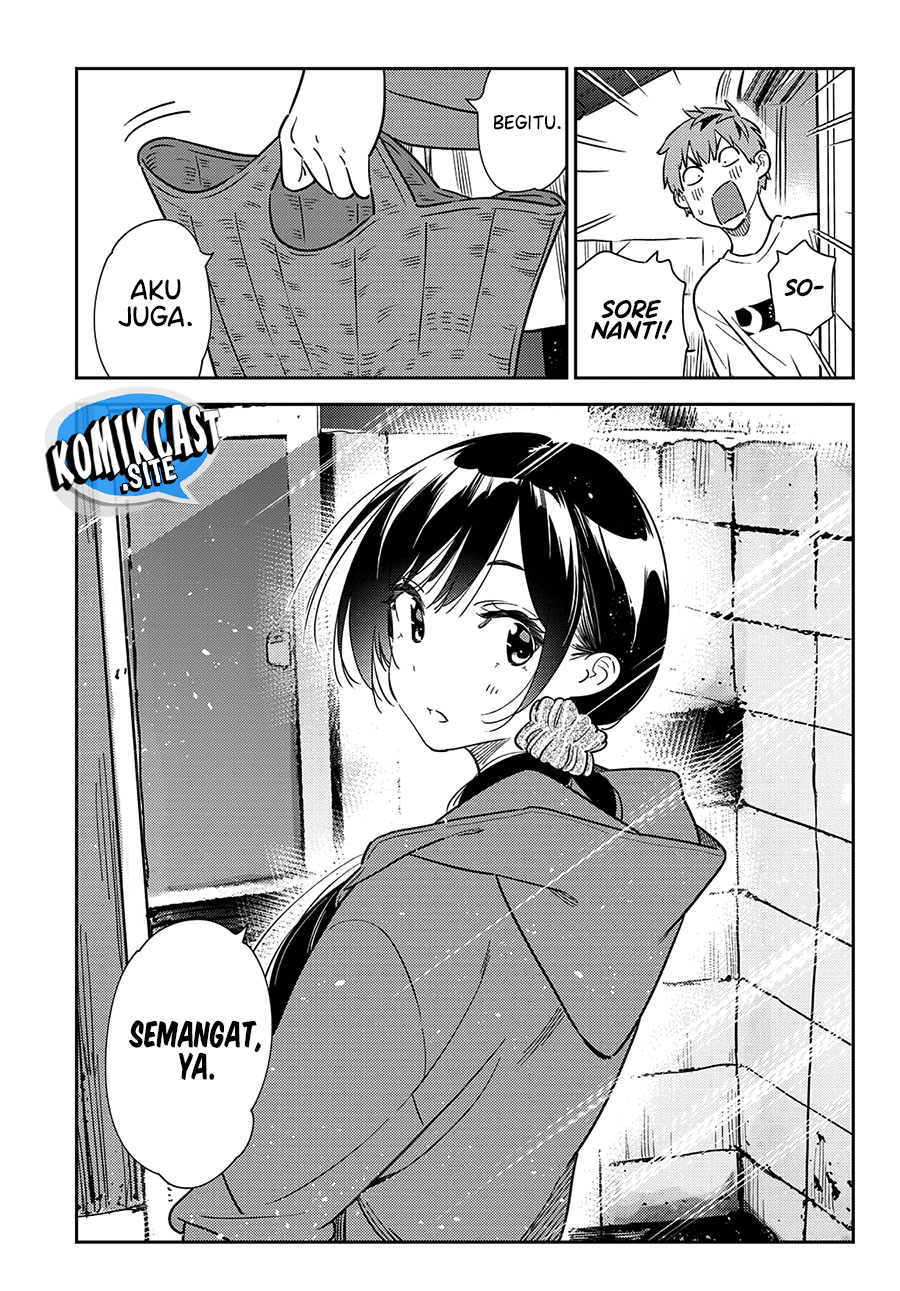 SO-
SORE
NANTI!
BEGITU.
AKU
JUGA.
KOMIKCAST
.SITE
SEMANGAT,
YA.